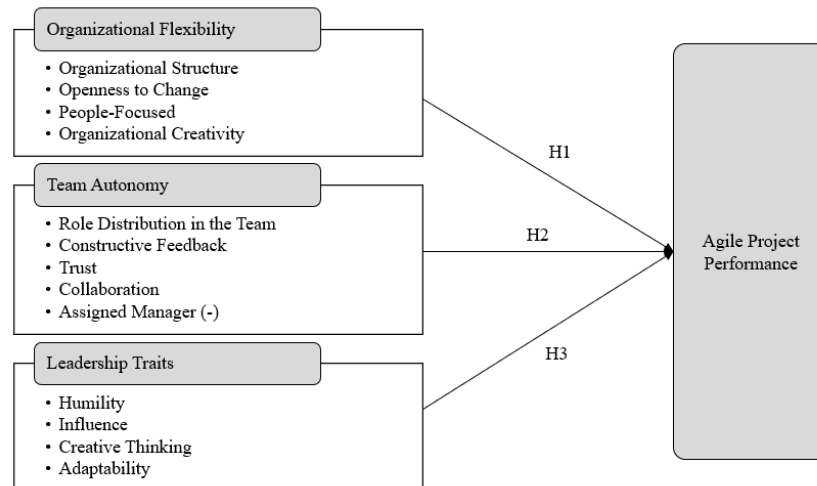 Organizational Flexibility
• Organizational Structure
• Openness to Change
• People-Focused
• Organizational Creativity
H1
Team Autonomy
• Role Distribution in the Team
• Constructive Feedback
• Trust
• Collaboration
• Assigned Manager (-)
H2
Agile Project
Performance
Leadership Traits
• Humility
• Influence
• Creative Thinking
• Adaptability
H3